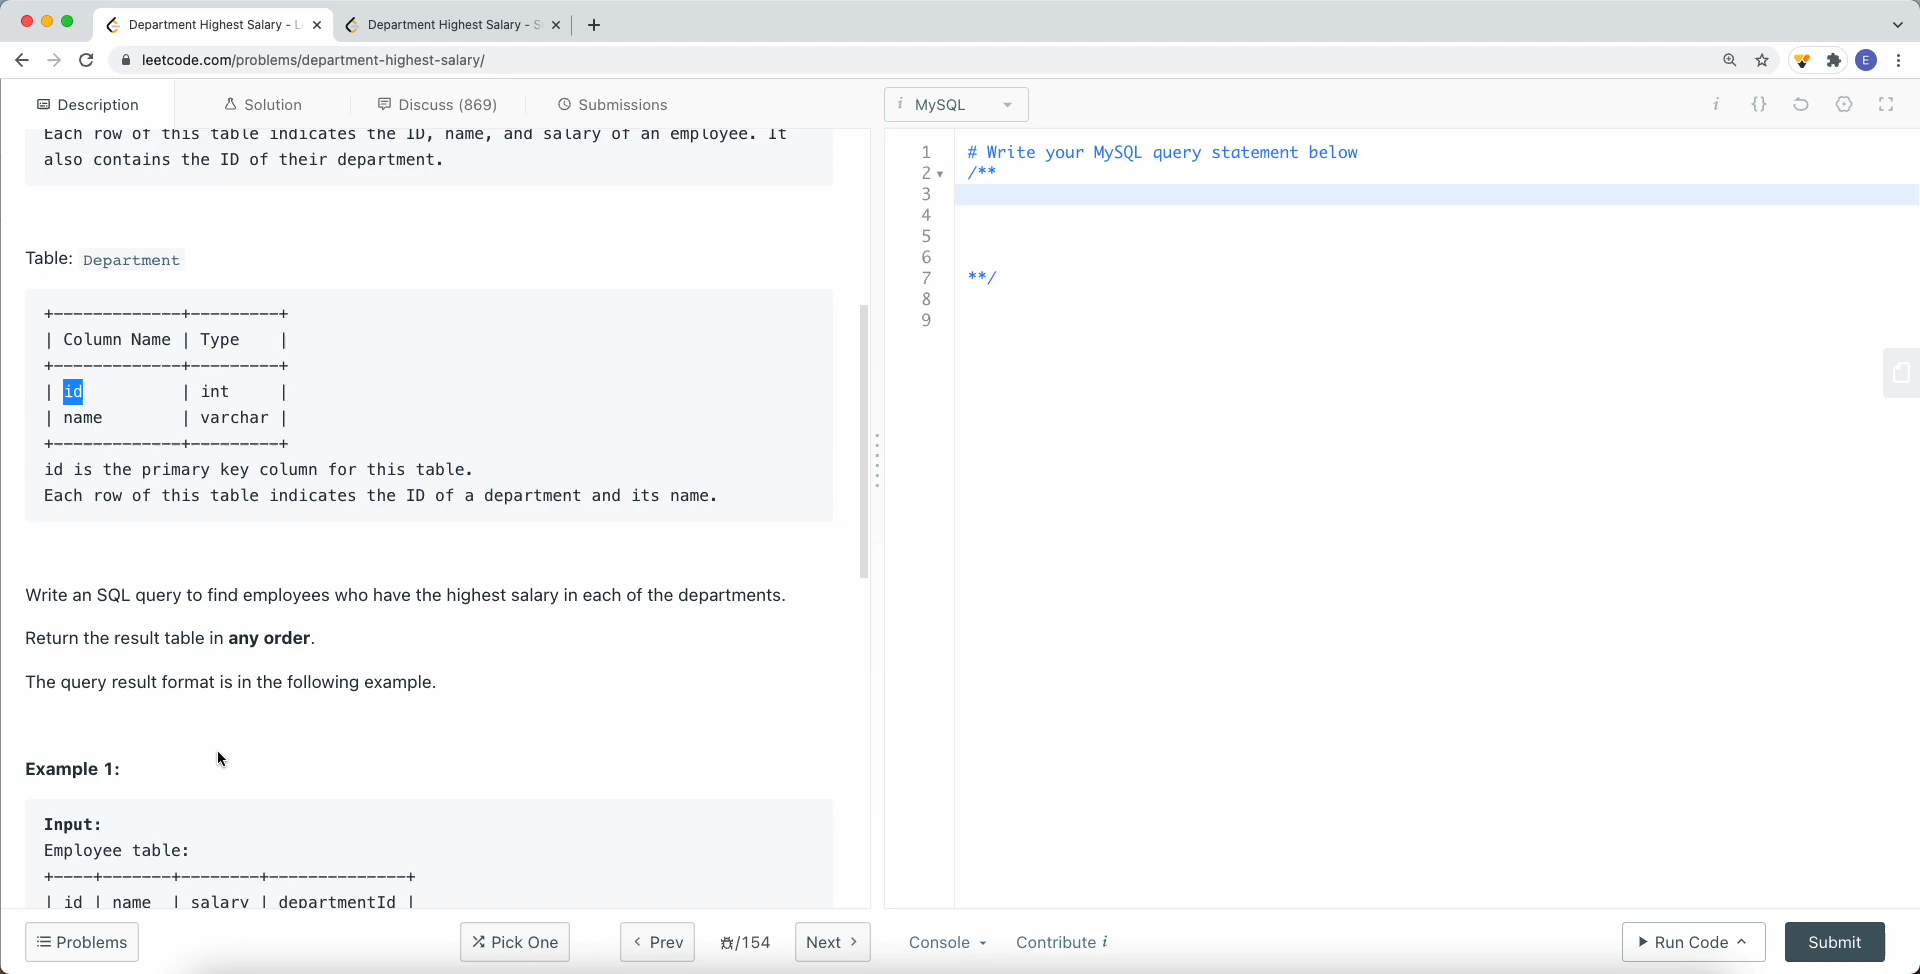 Department Highest Salary - L
Department Highest Salary - S
leetcode.com/problems/department-highest-salary/
E
Description
Solution
Discuss (869)
Submissions
i MySQL
i {}
Each row of this table indicates the ID, name, and salary of an employee. It
also contains the ID of their department.
Table: Department
+-------------+---------+
| Column Name | Type    |
+-------------+---------+
| id          | int     |
| name        | varchar |
+-------------+---------+
id is the primary key column for this table.
Each row of this table indicates the ID of a department and its name.
Write an SQL query to find employees who have the highest salary in each of the departments.
Return the result table in any order.
The query result format is in the following example.
Example 1:
Input:
Employee table:
+----+-------+--------+--------------+
| id | name  | salary | departmentId |
1 # Write your MySQL query statement below
2 /**
3
4
5
6
7 **/
8
9
Problems
Pick One
Prev
/154
Next
Console
Contribute i
Run Code
Submit